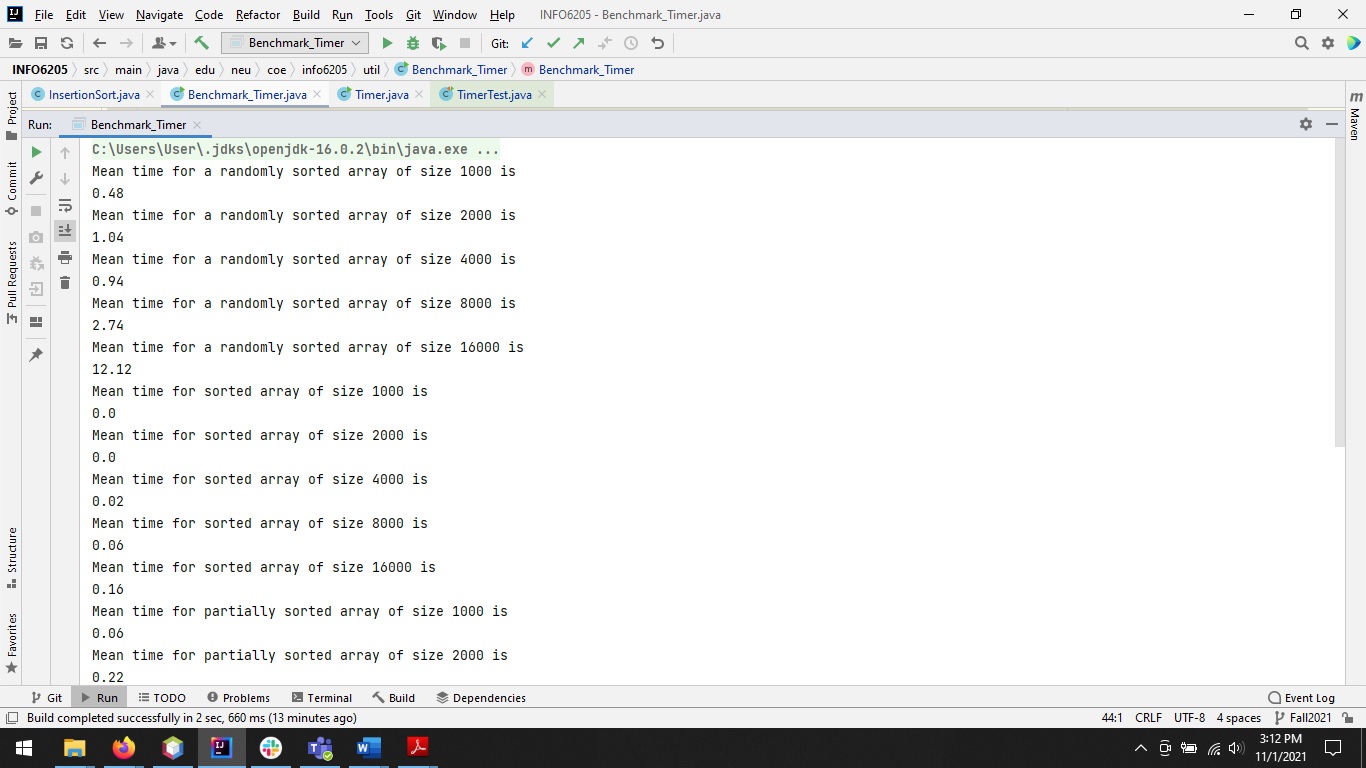 File Edit View Navigate Code Refactor Build Run Tools Git Window Help INFO6205 - Benchmark_Timer.java
Benchmark_Timer Git:
INFO6205 src main java edu neu coe info6205 util Benchmark_Timer Benchmark_Timer
InsertionSort.java Benchmark_Timer.java Timer.java TimerTest.java
Run: Benchmark_Timer
C:\Users\User\.jdks\openjdk-16.0.2\bin\java.exe ...
Mean time for a randomly sorted array of size 1000 is
0.48
Mean time for a randomly sorted array of size 2000 is
1.04
Mean time for a randomly sorted array of size 4000 is
0.94
Mean time for a randomly sorted array of size 8000 is
2.74
Mean time for a randomly sorted array of size 16000 is
12.12
Mean time for sorted array of size 1000 is
0.0
Mean time for sorted array of size 2000 is
0.0
Mean time for sorted array of size 4000 is
0.02
Mean time for sorted array of size 8000 is
0.06
Mean time for sorted array of size 16000 is
0.16
Mean time for partially sorted array of size 1000 is
0.06
Mean time for partially sorted array of size 2000 is
0.22
Project
Commit
Pull Requests
Structure
Favorites
m
Maven
Git Run TODO Problems Terminal Build Dependencies Event Log
Build completed successfully in 2 sec, 660 ms (13 minutes ago) 44:1 CRLF UTF-8 4 spaces Fall2021
3:12 PM
11/1/2021